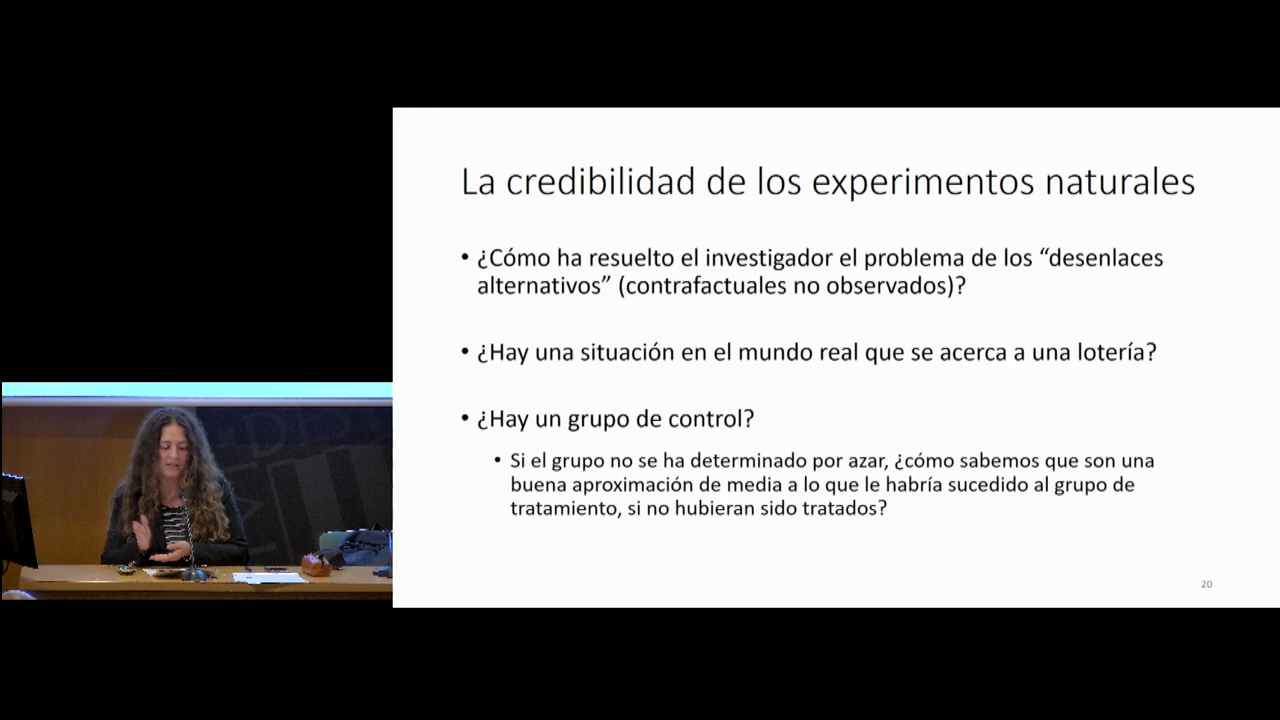 La credibilidad de los experimentos naturales
• ¿Cómo ha resuelto el investigador el problema de los “desenlaces
alternativos” (contrafactuales no observados)?
• ¿Hay una situación en el mundo real que se acerca a una lotería?
• ¿Hay un grupo de control?
• Si el grupo no se ha determinado por azar, ¿cómo sabemos que son una
buena aproximación de media a lo que le habría sucedido al grupo de
tratamiento, si no hubieran sido tratados?
20